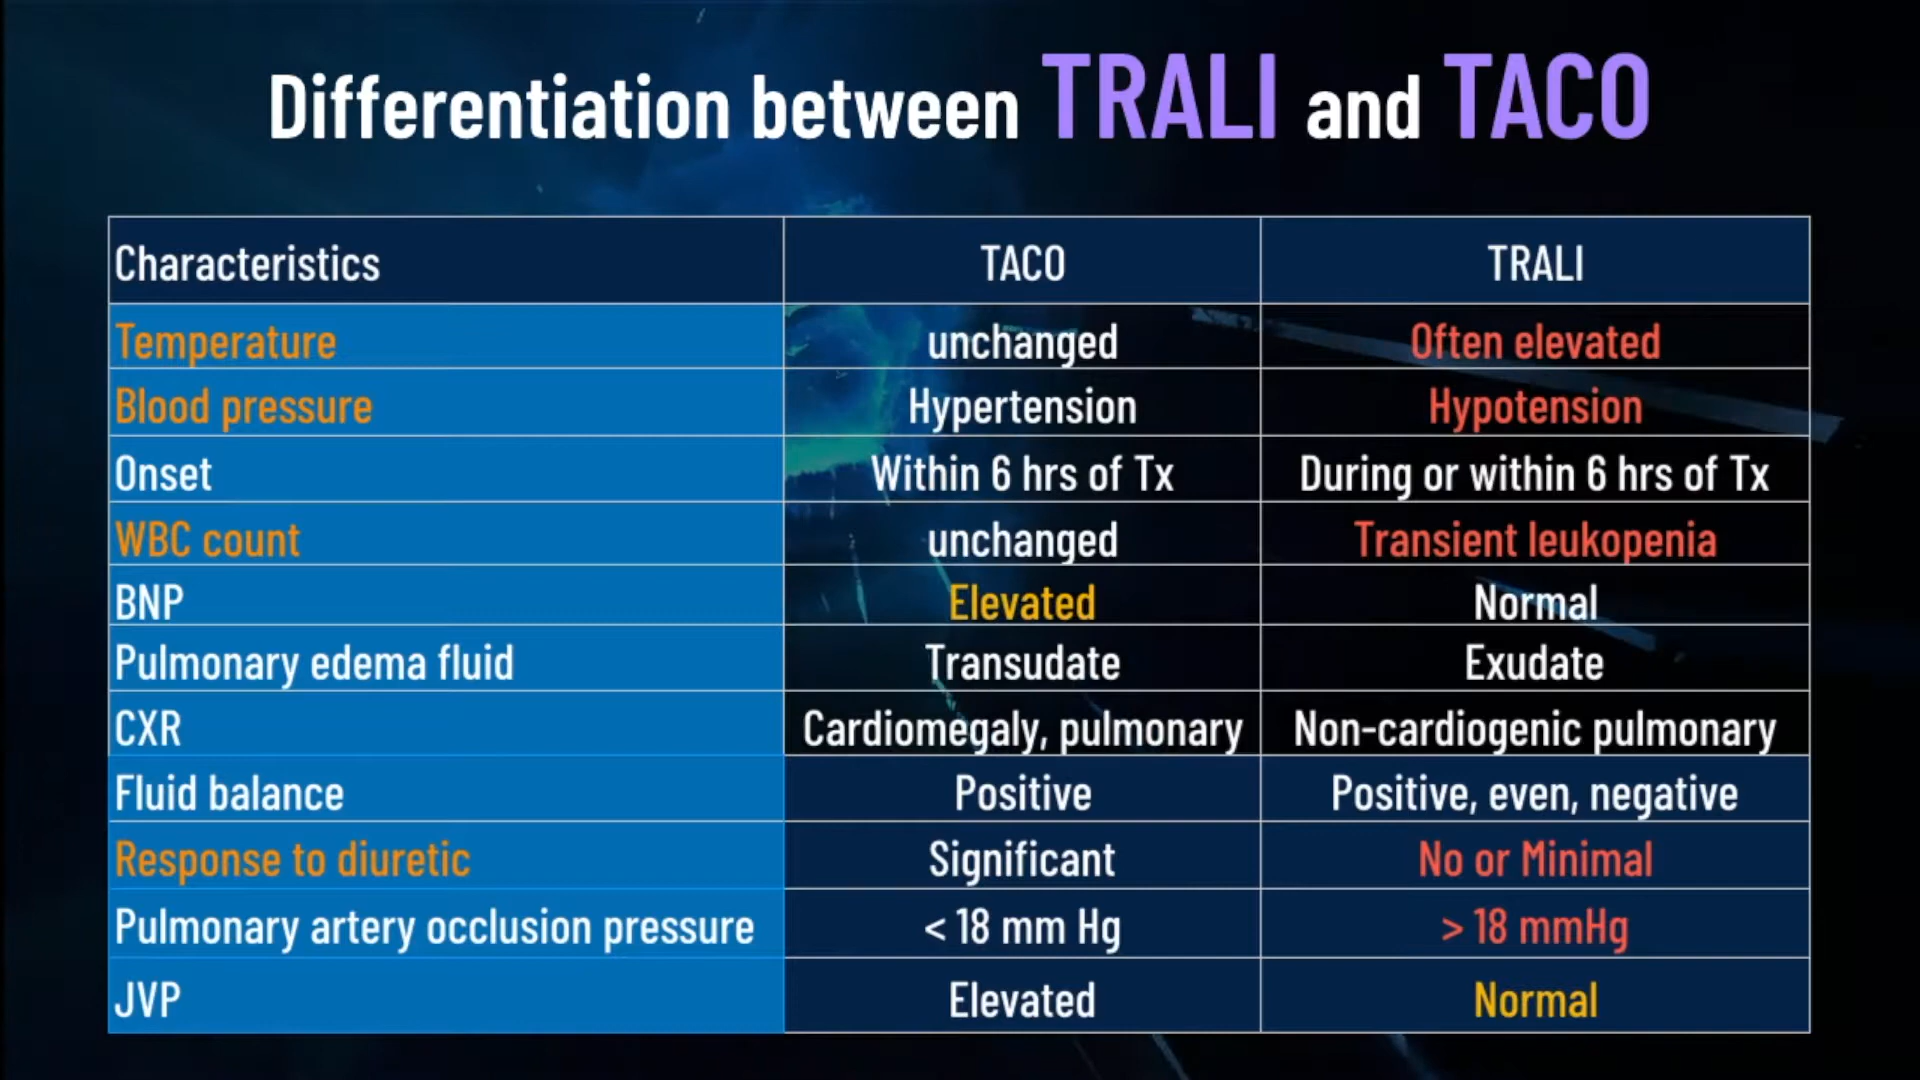 Differentiation between TRALI and TACO
Characteristics TACO TRALI
Temperature unchanged Often elevated
Blood pressure Hypertension Hypotension
Onset Within 6 hrs of Tx During or within 6 hrs of Tx
WBC count unchanged Transient leukopenia
BNP Elevated Normal
Pulmonary edema fluid Transudate Exudate
CXR Cardiomegaly, pulmonary Non-cardiogenic pulmonary
Fluid balance Positive Positive, even, negative
Response to diuretic Significant No or Minimal
Pulmonary artery occlusion pressure < 18 mm Hg > 18 mmHg
JVP Elevated Normal